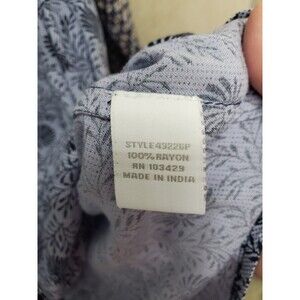 STYLE49226P
100% RAYON
RN 103429
MADE IN INDIA